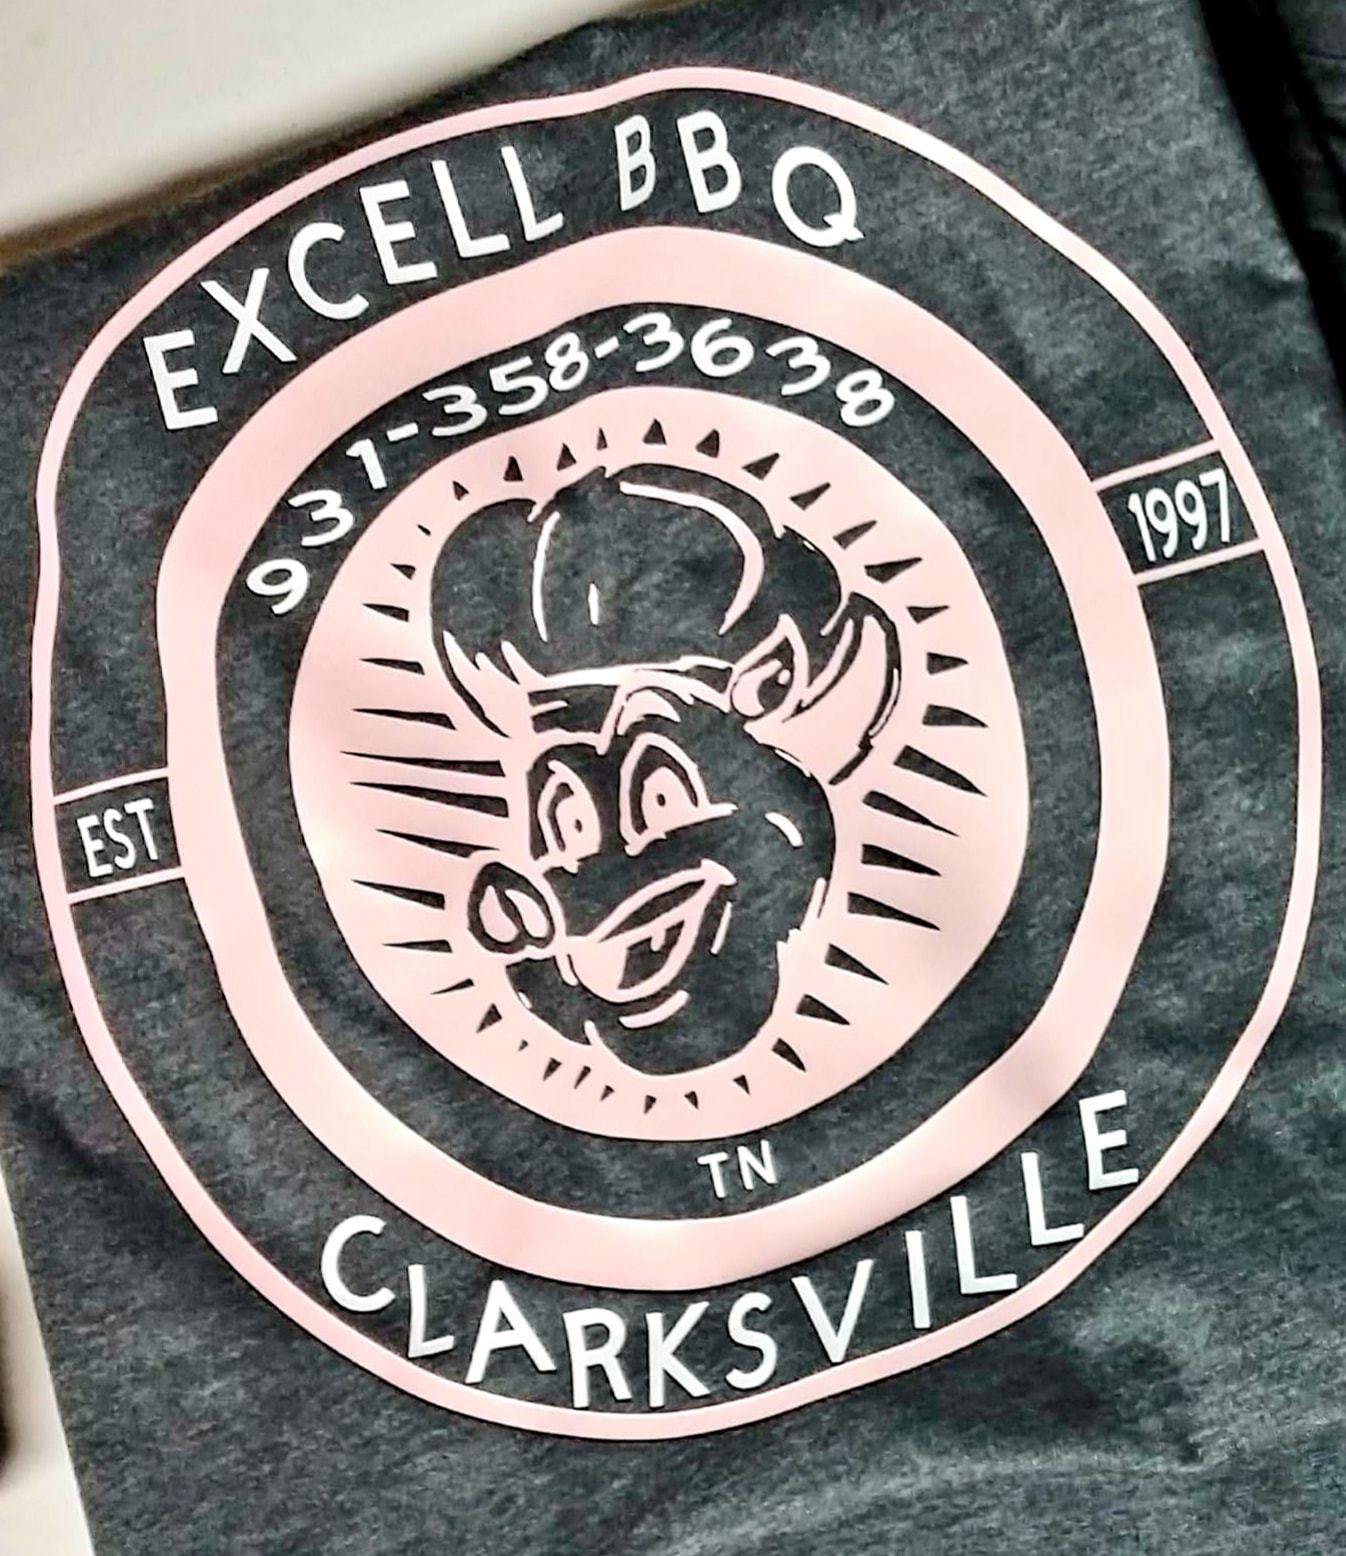 EXCELL BBQ
931-358-3638
EST 1997
TN
CLARKSVILLE